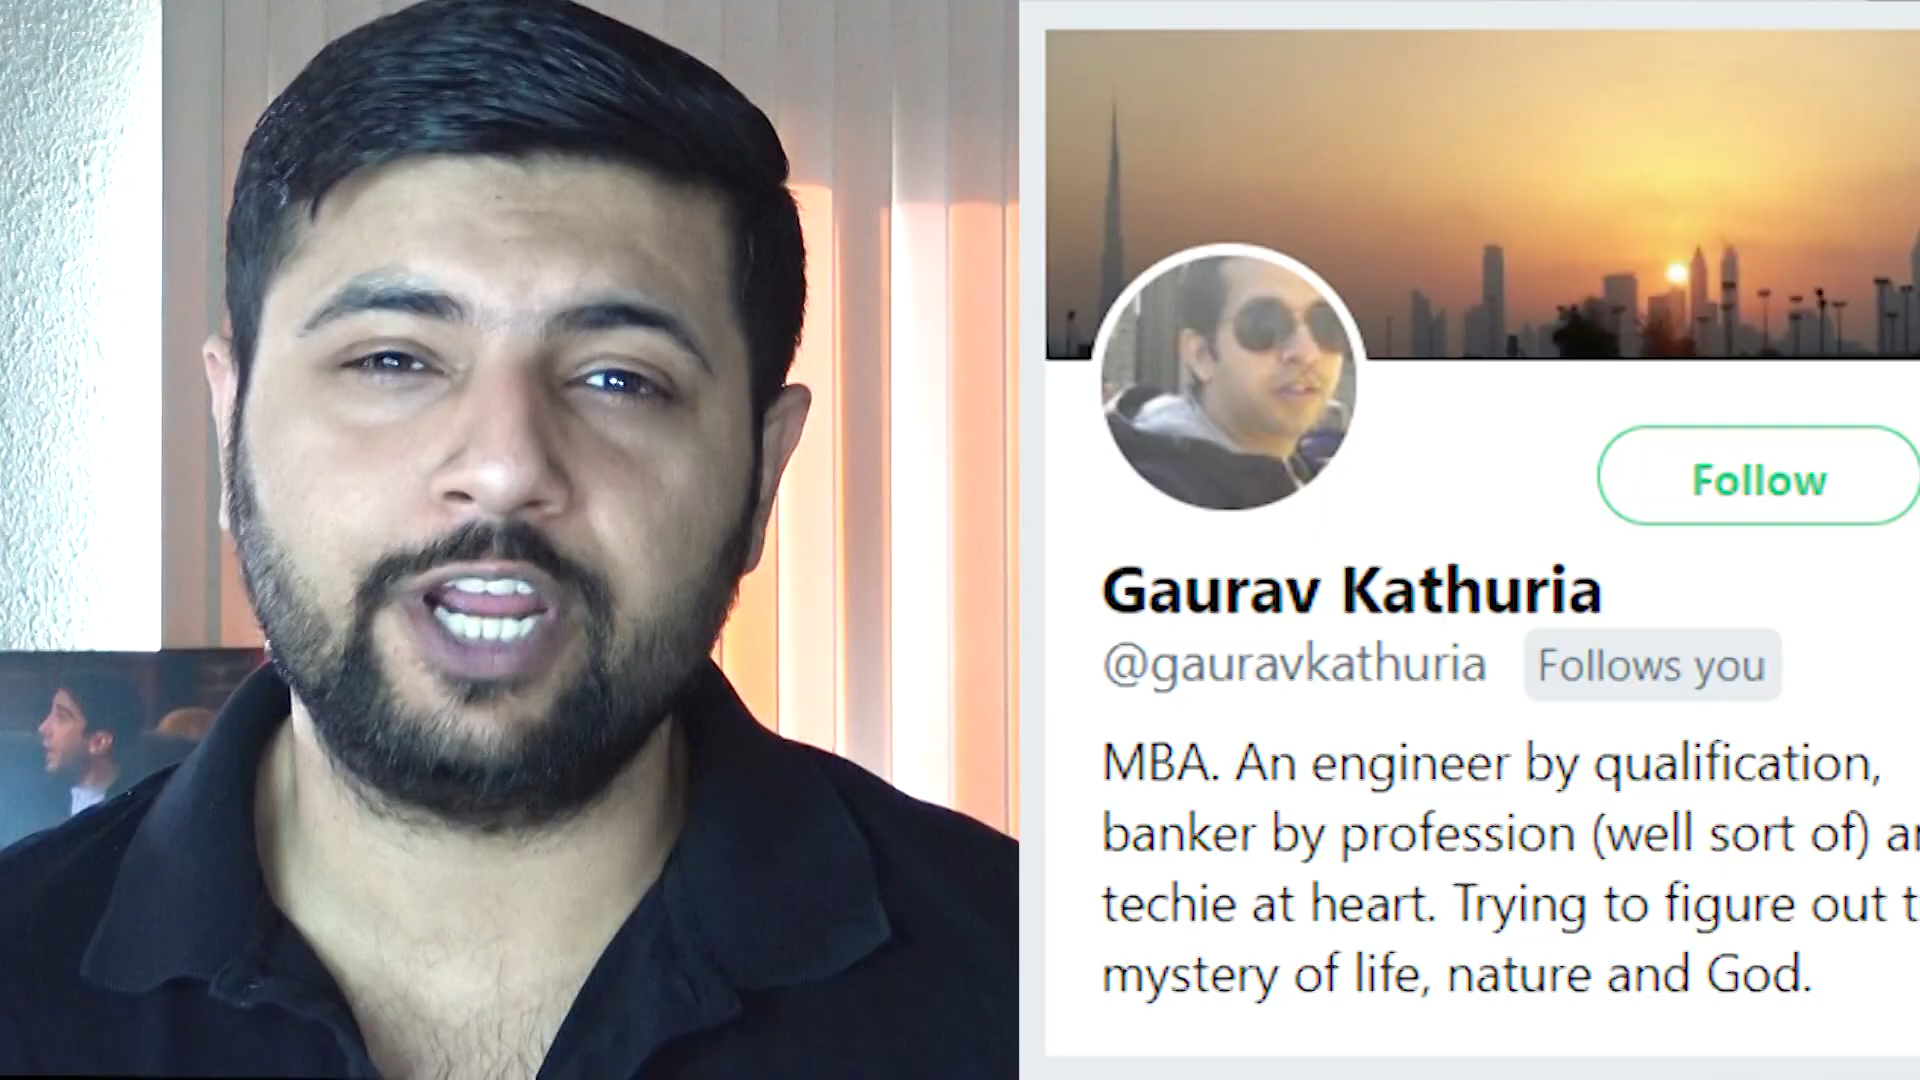 Follow
Gaurav Kathuria
@gauravkathuria Follows you
MBA. An engineer by qualification,
banker by profession (well sort of)
techie at heart. Trying to figure out
mystery of life, nature and God.